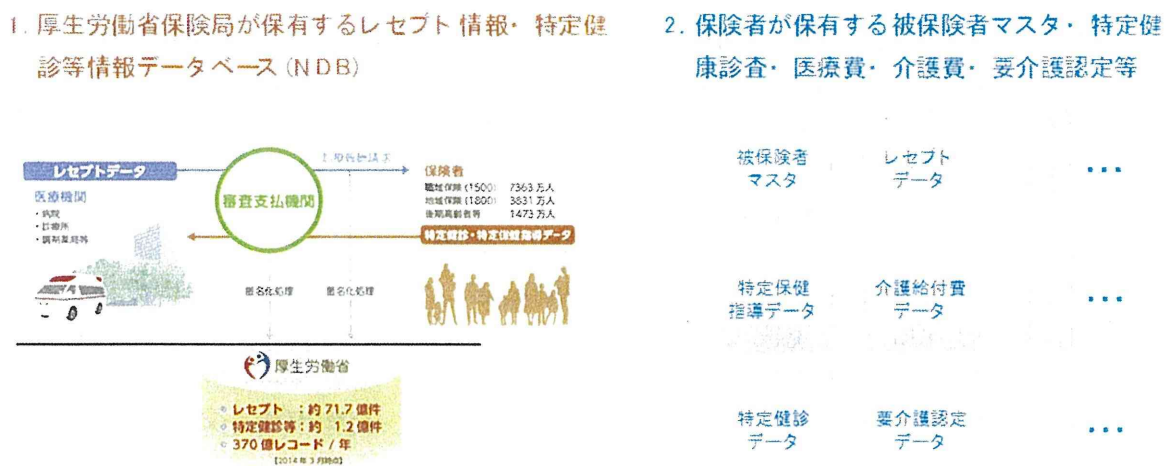 1. 厚生労働省保険局が保有するレセプト情報・特定健
診等情報データベース(NDB)
レセプトデータ
医療機関
・病院
・診療所
・調剤薬局等
審査支払機関
診療報酬請求
保険者
職域保険(1500) 7363万人
地域保険(1800) 3831万人
後期高齢者等 1473万人
特定健診・特定保健指導データ
匿名化処理
匿名化処理
厚生労働省
レセプト :約71.7億件
特定健診等:約 1.2億件
370億レコード/年
【2014年3月時点】
2. 保険者が保有する被保険者マスタ・特定健
康診査・医療費・介護費・要介護認定等
被保険者
マスタ
レセプト
データ
・・・
特定保健
指導データ
介護給付費
データ
・・・
特定健診
データ
要介護認定
データ
・・・